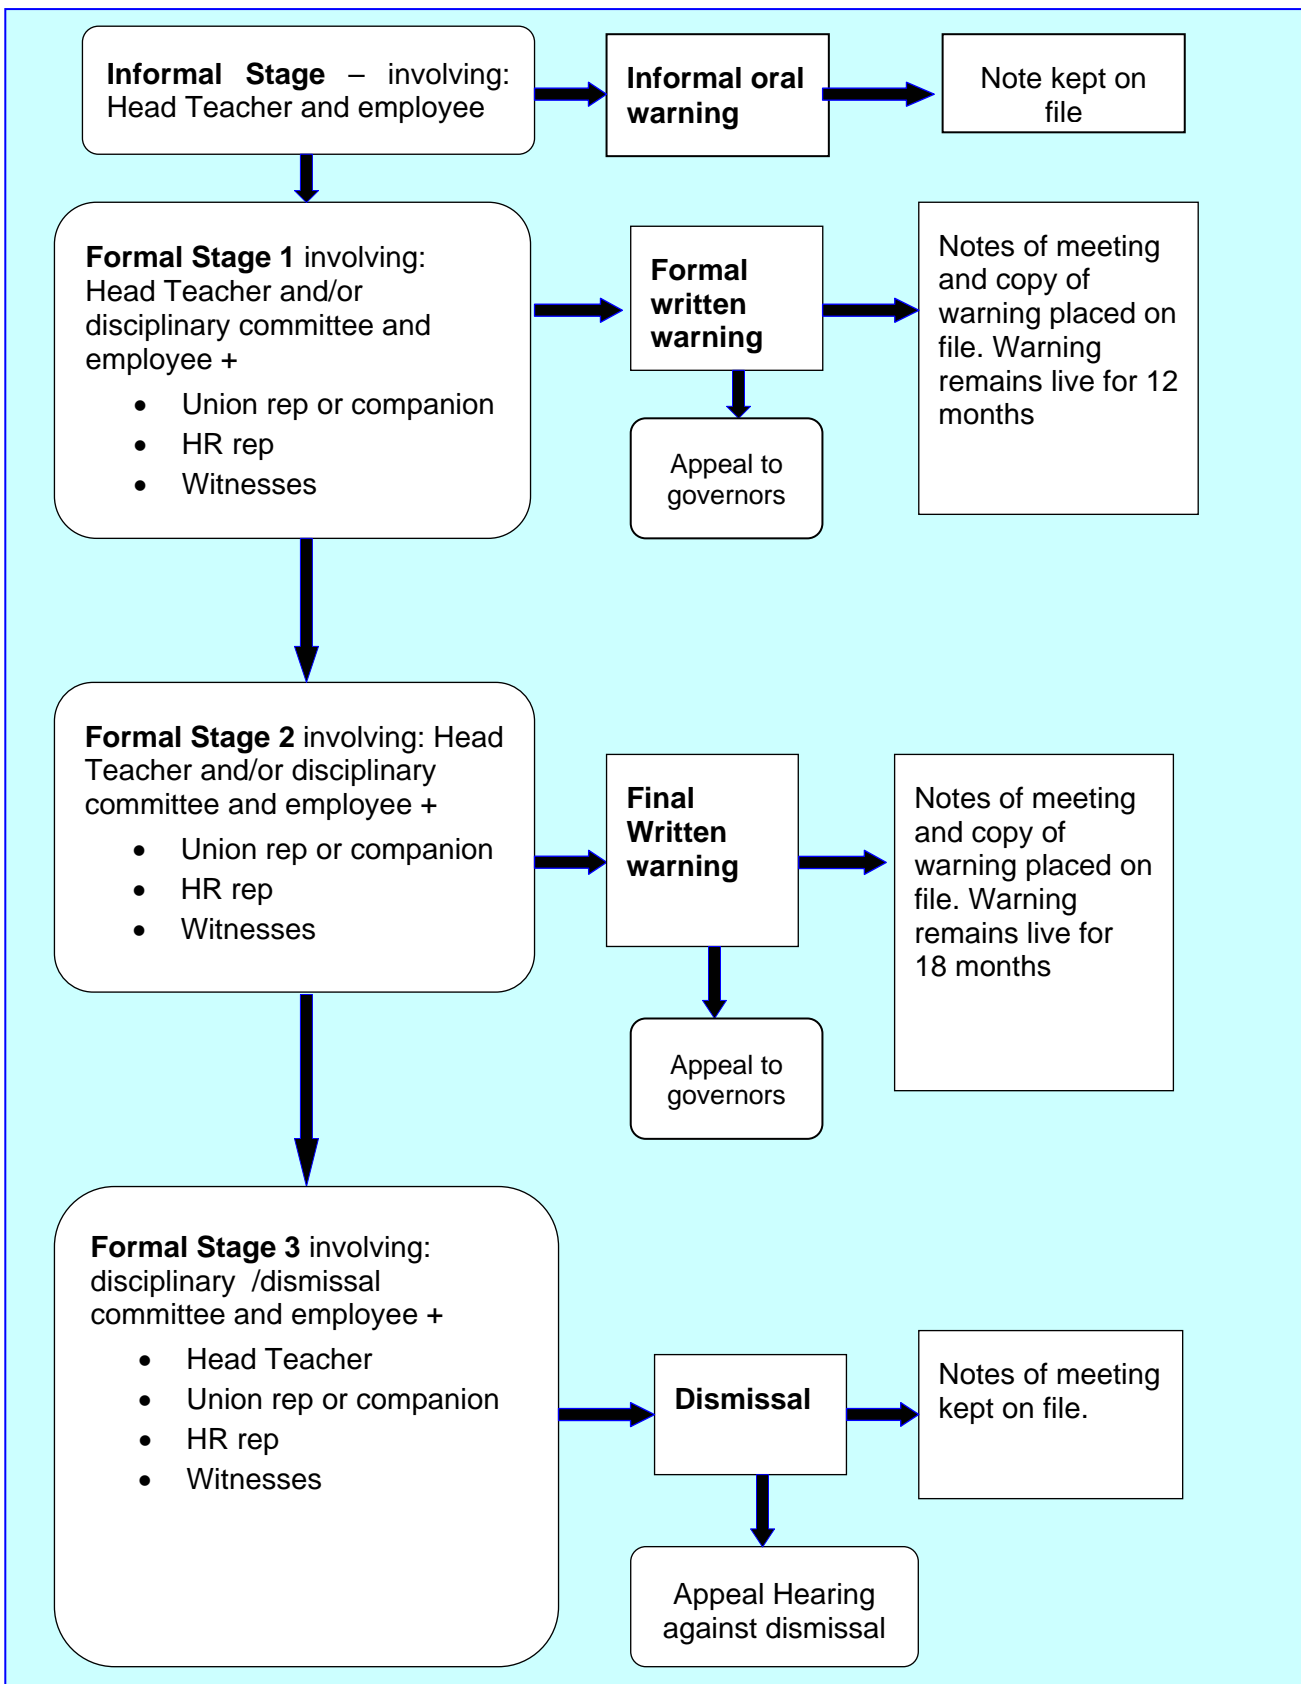 Informal Stage – involving:
Head Teacher and employee
Informal oral
warning
Note kept on
file
Formal Stage 1 involving:
Head Teacher and/or
disciplinary committee and
employee +
• Union rep or companion
• HR rep
• Witnesses
Formal
written
warning
Notes of meeting
and copy of
warning placed on
file. Warning
remains live for 12
months
Appeal to
governors
Formal Stage 2 involving: Head
Teacher and/or disciplinary
committee and employee +
• Union rep or companion
• HR rep
• Witnesses
Final
Written
warning
Notes of meeting
and copy of
warning placed on
file. Warning
remains live for
18 months
Appeal to
governors
Formal Stage 3 involving:
disciplinary /dismissal
committee and employee +
• Head Teacher
• Union rep or companion
• HR rep
• Witnesses
Dismissal
Notes of meeting
kept on file.
Appeal Hearing
against dismissal